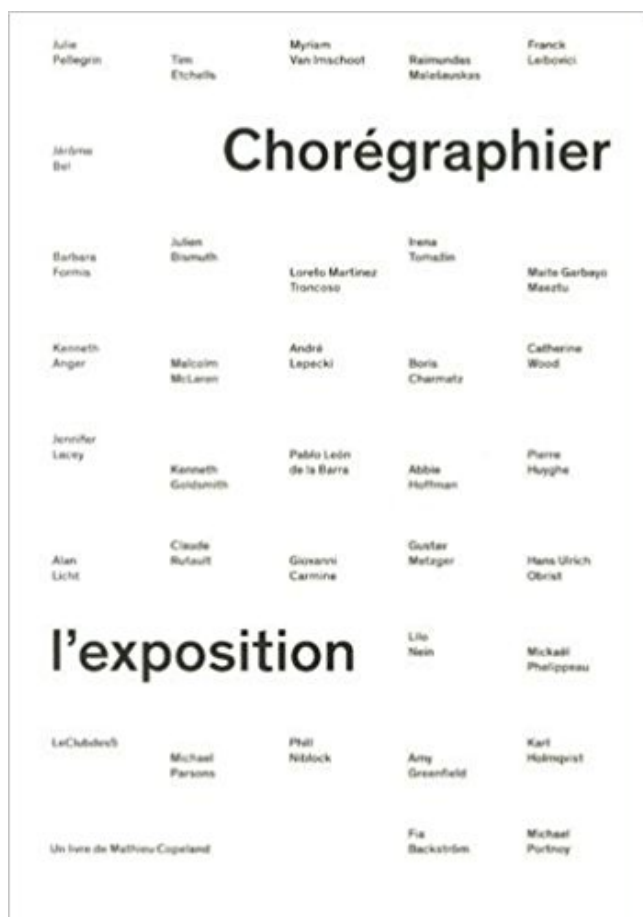 Julie
Pellegrin
Tim
Etchells
Myriam
Van Imschoot
Raimundas
Malašauskas
Franck
Leibovici
Jérôme
Bel
Chorégraphier
Barbara
Formis
Julien
Bismuth
Loreto Martínez
Troncoso
Irena
Tomažin
Maite Garbayo
Maeztu
Kenneth
Anger
Malcolm
McLaren
André
Lepecki
Boris
Charmatz
Catherine
Wood
Jennifer
Lacey
Kenneth
Goldsmith
Pablo León
de la Barra
Abbie
Hoffman
Pierre
Huyghe
Alan
Licht
Claude
Rutault
Giovanni
Carmine
Gustav
Metzger
Hans Ulrich
Obrist
l’exposition
Lilo
Nein
Mickaël
Phelippeau
LeClubdes5
Michael
Parsons
Phill
Niblock
Amy
Greenfield
Karl
Holmqvist
Un livre de Mathieu Copeland
Fia
Backström
Michael
Portnoy